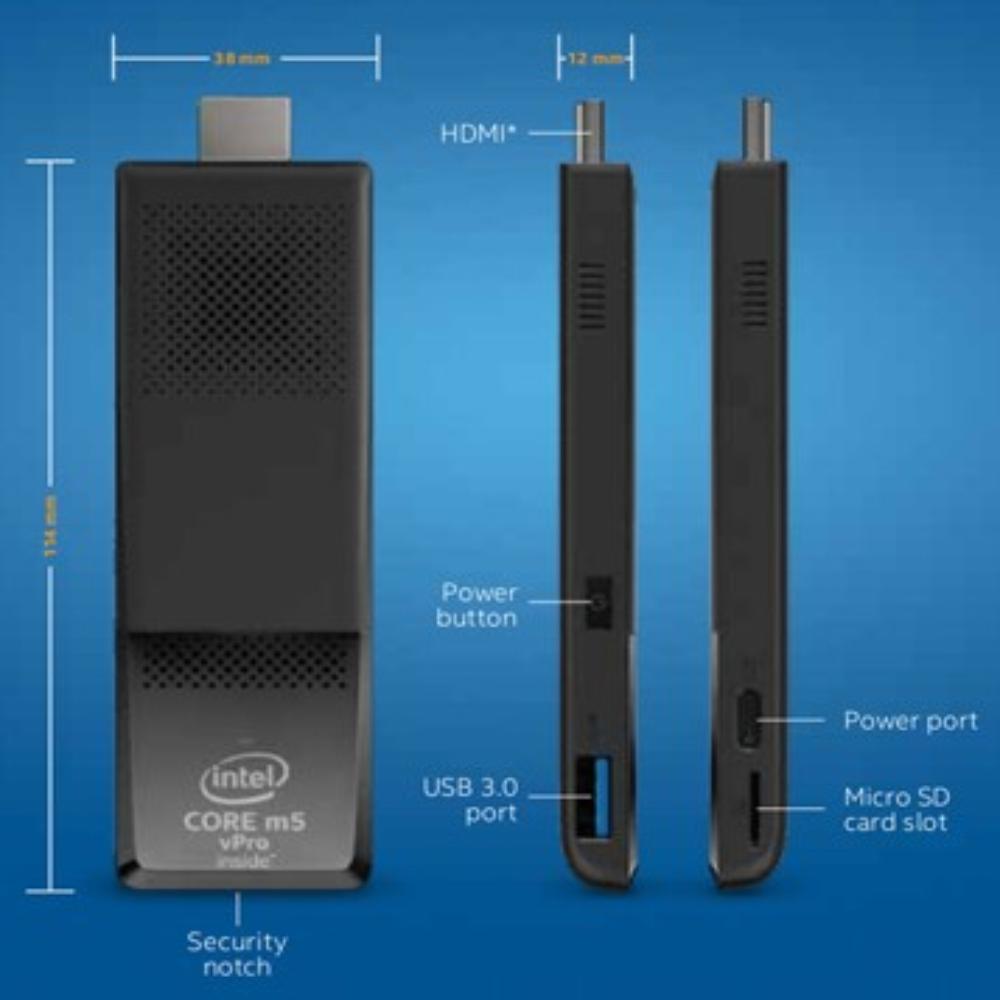 38 mm
12 mm
HDMI*
114 mm
Power
button
Power port
USB 3.0
port
Micro SD
card slot
intel
CORE m5
vPro
inside™
Security
notch